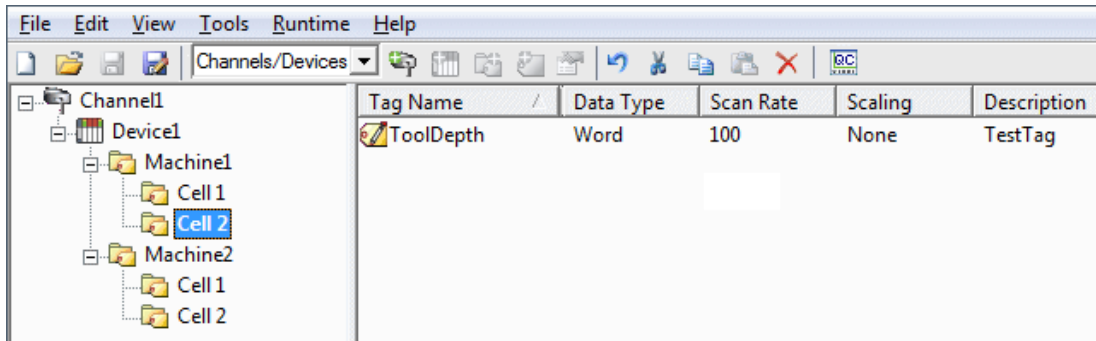 File Edit View Tools Runtime Help
Channels/Devices
QC
Channel1
Device1
Machine1
Cell 1
Cell 2
Machine2
Cell 1
Cell 2
Tag Name Data Type Scan Rate Scaling Description
ToolDepth Word 100 None TestTag